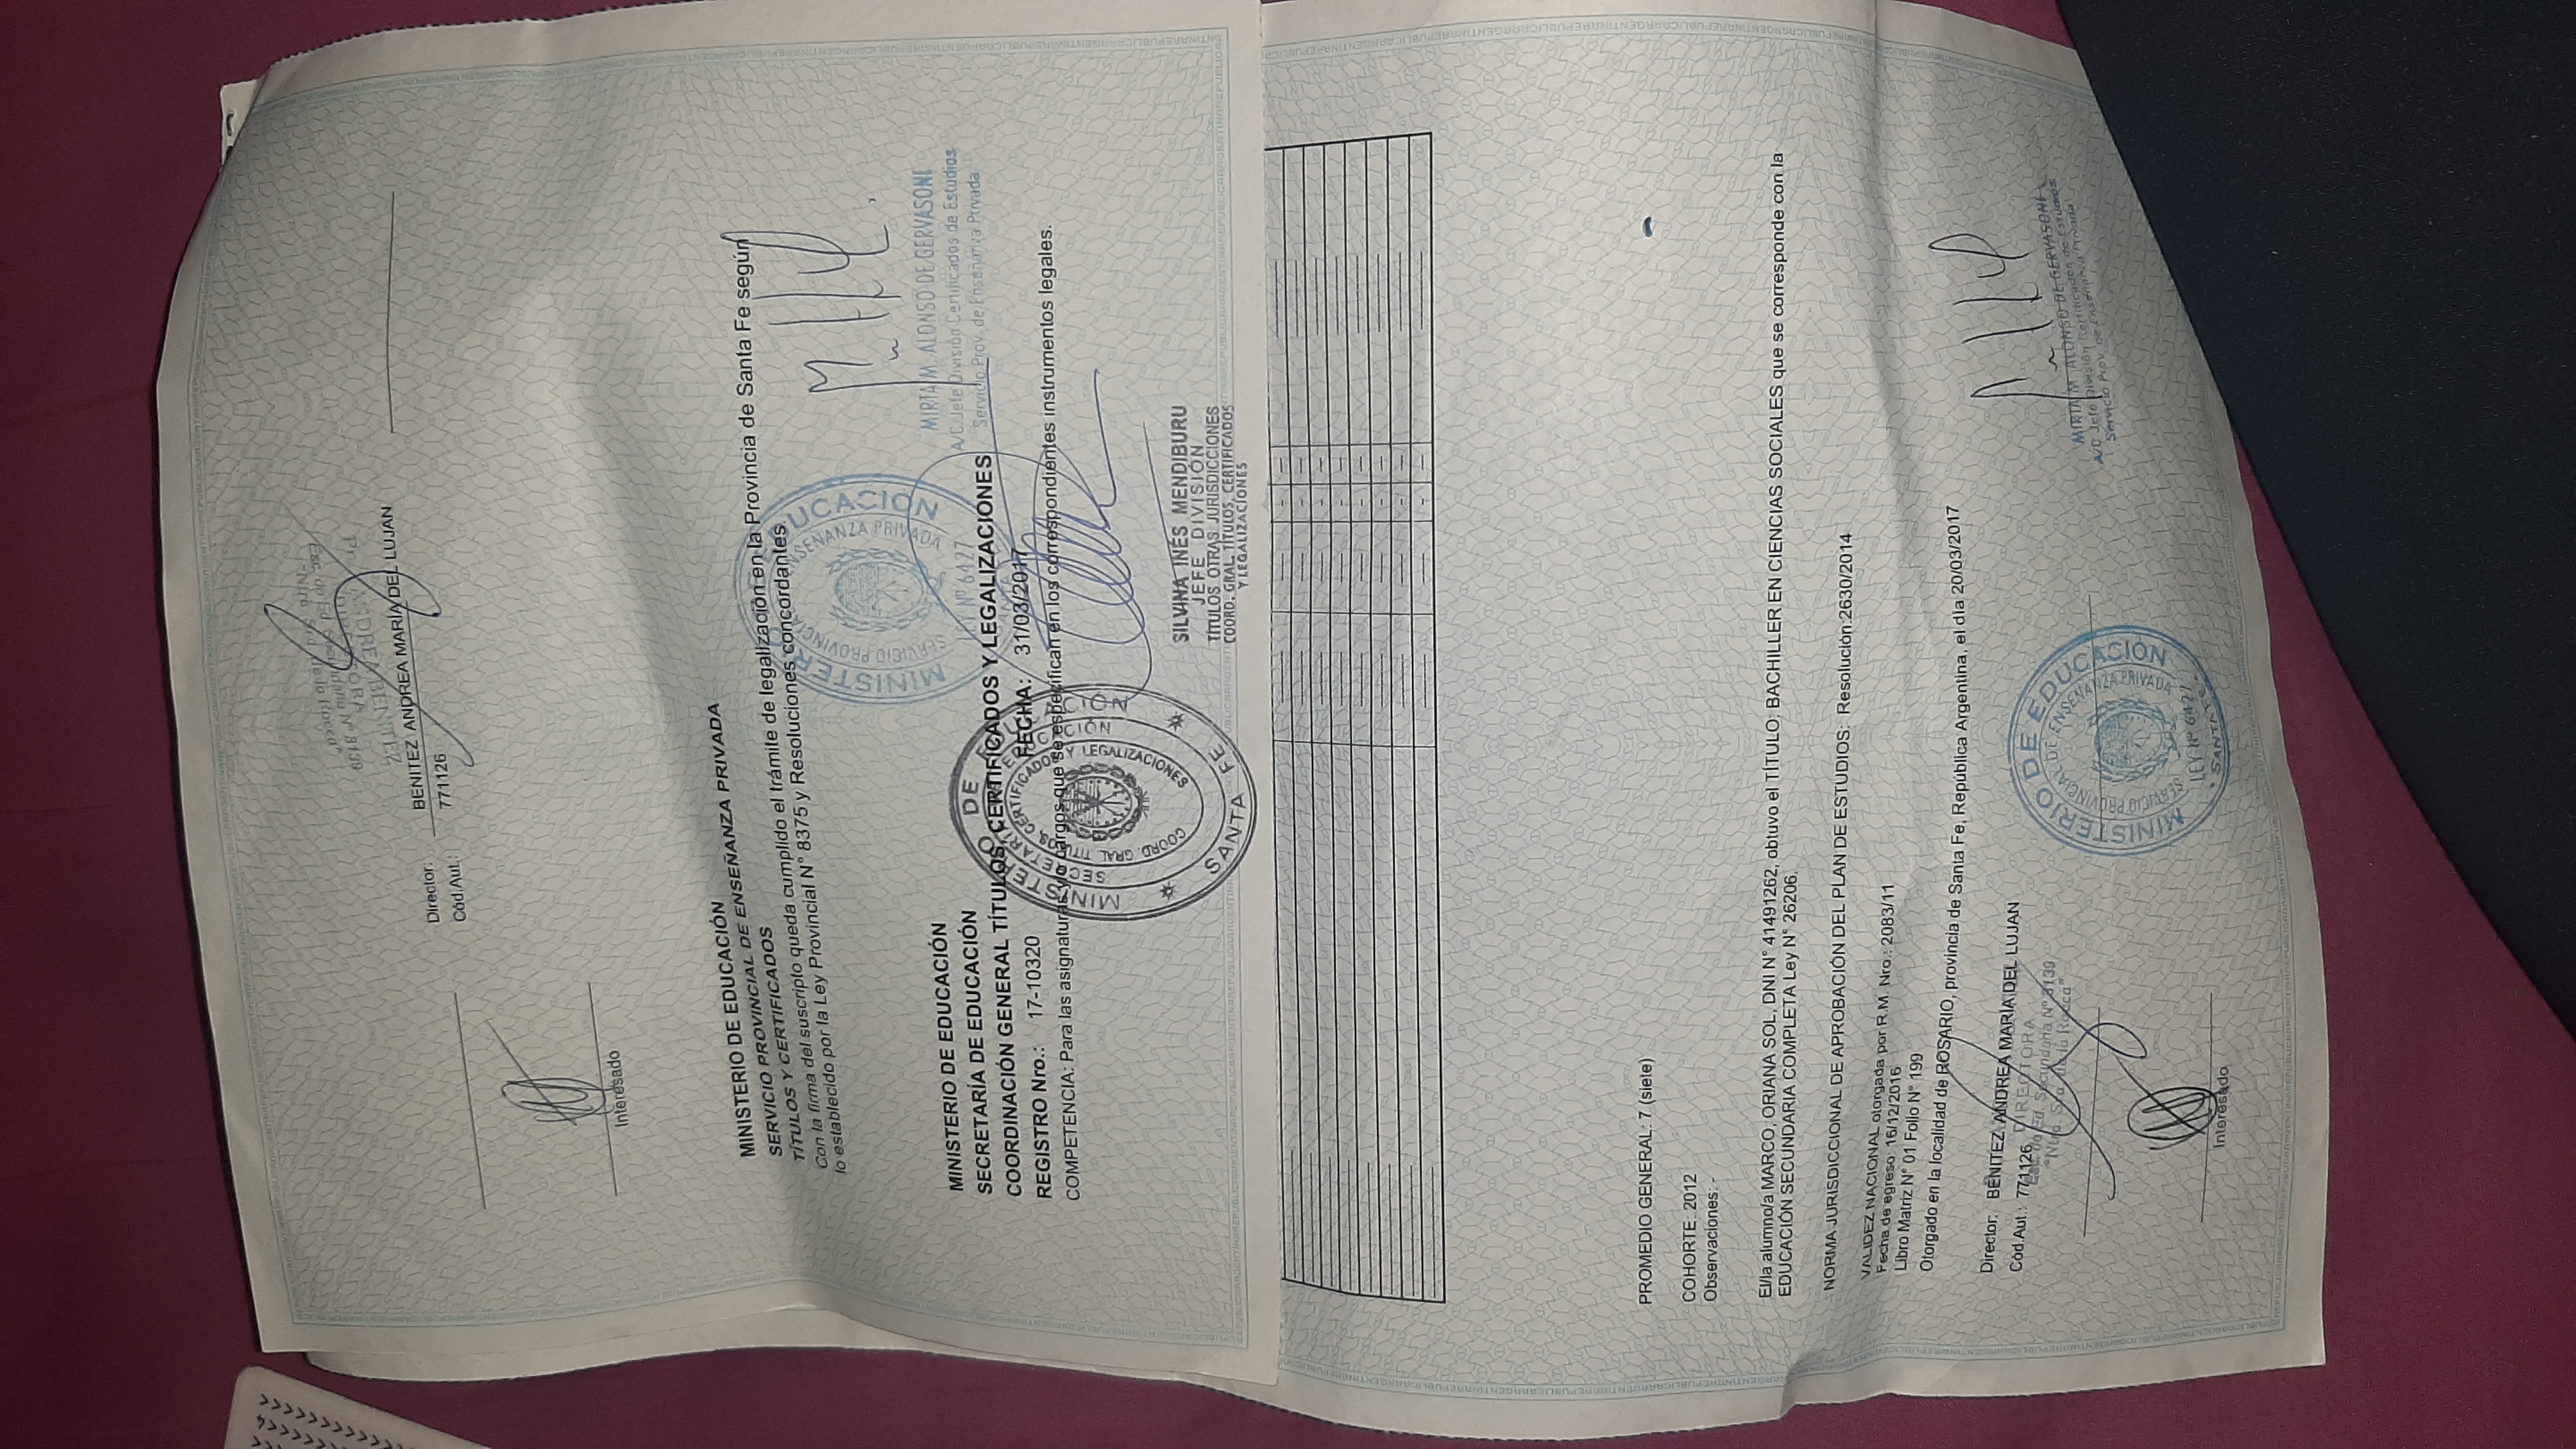 Director: BENITEZ ANDREA MARÍA DEL LUJAN
Cód.Aut.: 771126
Interesado
MINISTERIO DE EDUCACIÓN
SERVICIO PROVINCIAL DE ENSEÑANZA PRIVADA
TÍTULOS Y CERTIFICADOS
Con la firma del suscripto queda cumplido el trámite de legalización en la Provincia de Santa Fe según
lo establecido por la Ley Provincial N° 8375 y Resoluciones concordantes
MINISTERIO DE EDUCACIÓN
SERVICIO PROVINCIAL DE ENSEÑANZA PRIVADA
LEY Nº 6427
MIRTA M. ALONSO DE GERVASONI
A/C Jefe División Certificados de Estudios
Servicio Prov. de Enseñanza Privada
MINISTERIO DE EDUCACIÓN
SECRETARÍA DE EDUCACIÓN
COORDINACIÓN GENERAL TÍTULOS, CERTIFICADOS Y LEGALIZACIONES
REGISTRO Nro.: 17-10320 FECHA: 31/03/2017
COMPETENCIA: Para las asignaturas y/o cargos que se especifican en los correspondientes instrumentos legales.
MINISTERIO DE EDUCACIÓN
SECRETARÍA DE EDUCACIÓN
COORD. GRAL. TITULOS, CERTIFICADOS Y LEGALIZACIONES
SANTA FE
SILVINA INÉS MENDIBURU
JEFE DIVISIÓN
TÍTULOS OTRAS JURISDICCIONES
COORD. GRAL. TÍTULOS, CERTIFICADOS
Y LEGALIZACIONES
PROMEDIO GENERAL: 7 (siete)
COHORTE: 2012
Observaciones: -
El/la alumno/a MARCO, ORIANA SOL, DNI N° 41491262, obtuvo el TÍTULO: BACHILLER EN CIENCIAS SOCIALES que se corresponde con la
EDUCACIÓN SECUNDARIA COMPLETA Ley N° 26206.
NORMA JURISDICCIONAL DE APROBACIÓN DEL PLAN DE ESTUDIOS: Resolución:2630/2014
VALIDEZ NACIONAL otorgada por R.M. Nro.: 2083/11
Fecha de egreso: 16/12/2016
Libro Matriz N° 01 Folio N° 199
Otorgado en la localidad de ROSARIO, provincia de Santa Fe, República Argentina, el día 20/03/2017
Director: BENITEZ ANDREA MARÍA DEL LUJAN
Cód.Aut.: 771126
DIRECTORA
MINISTERIO DE EDUCACIÓN
SERVICIO PROVINCIAL DE ENSEÑANZA PRIVADA
LEY Nº 6427
SANTA FE
MIRTA M. ALONSO DE GERVASONI
A/C Jefe División Certificados de Estudios
Servicio Prov. de Enseñanza Privada
Interesado